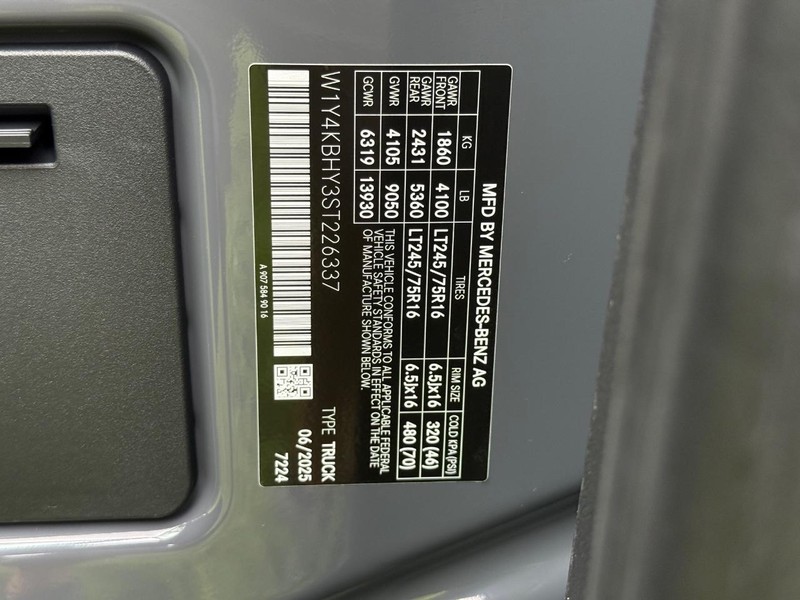 MFD BY MERCEDES-BENZ AG
KG LB TIRES RIM SIZE COLD KPA (PSI)
GAWR FRONT 1860 4100 LT245/75R16 6.5Jx16 320 (46)
GAWR REAR 2431 5360 LT245/75R16 6.5Jx16 480 (70)
GVWR 4105 9050
GCWR 6319 13930
THIS VEHICLE CONFORMS TO ALL APPLICABLE FEDERAL
VEHICLE SAFETY STANDARDS IN EFFECT ON THE DATE
OF MANUFACTURE SHOWN BELOW.
W1Y4KBHY3ST226337
TYPE TRUCK
06/2025
7224
A 907 584 90 16